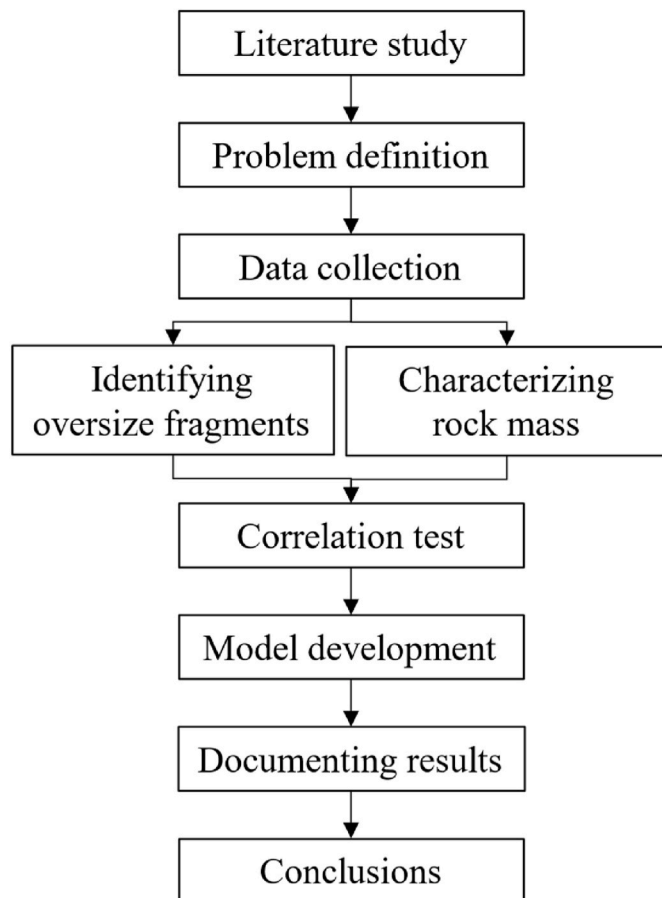 Literature study
Problem definition
Data collection
Identifying
oversize fragments
Characterizing
rock mass
Correlation test
Model development
Documenting results
Conclusions